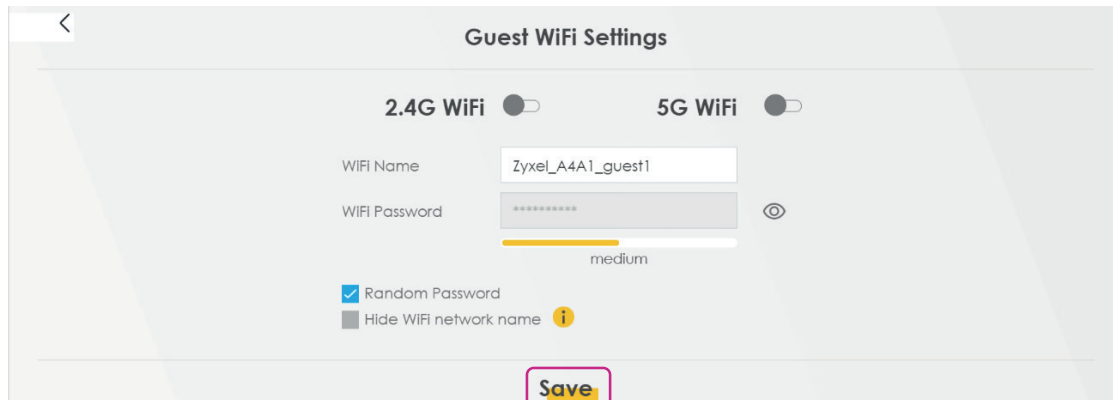 Guest WiFi Settings
2.4G WiFi 5G WiFi
WiFi Name Zyxel_A4A1_guest1
WiFi Password **********
medium
Random Password
Hide WiFi network name i
Save